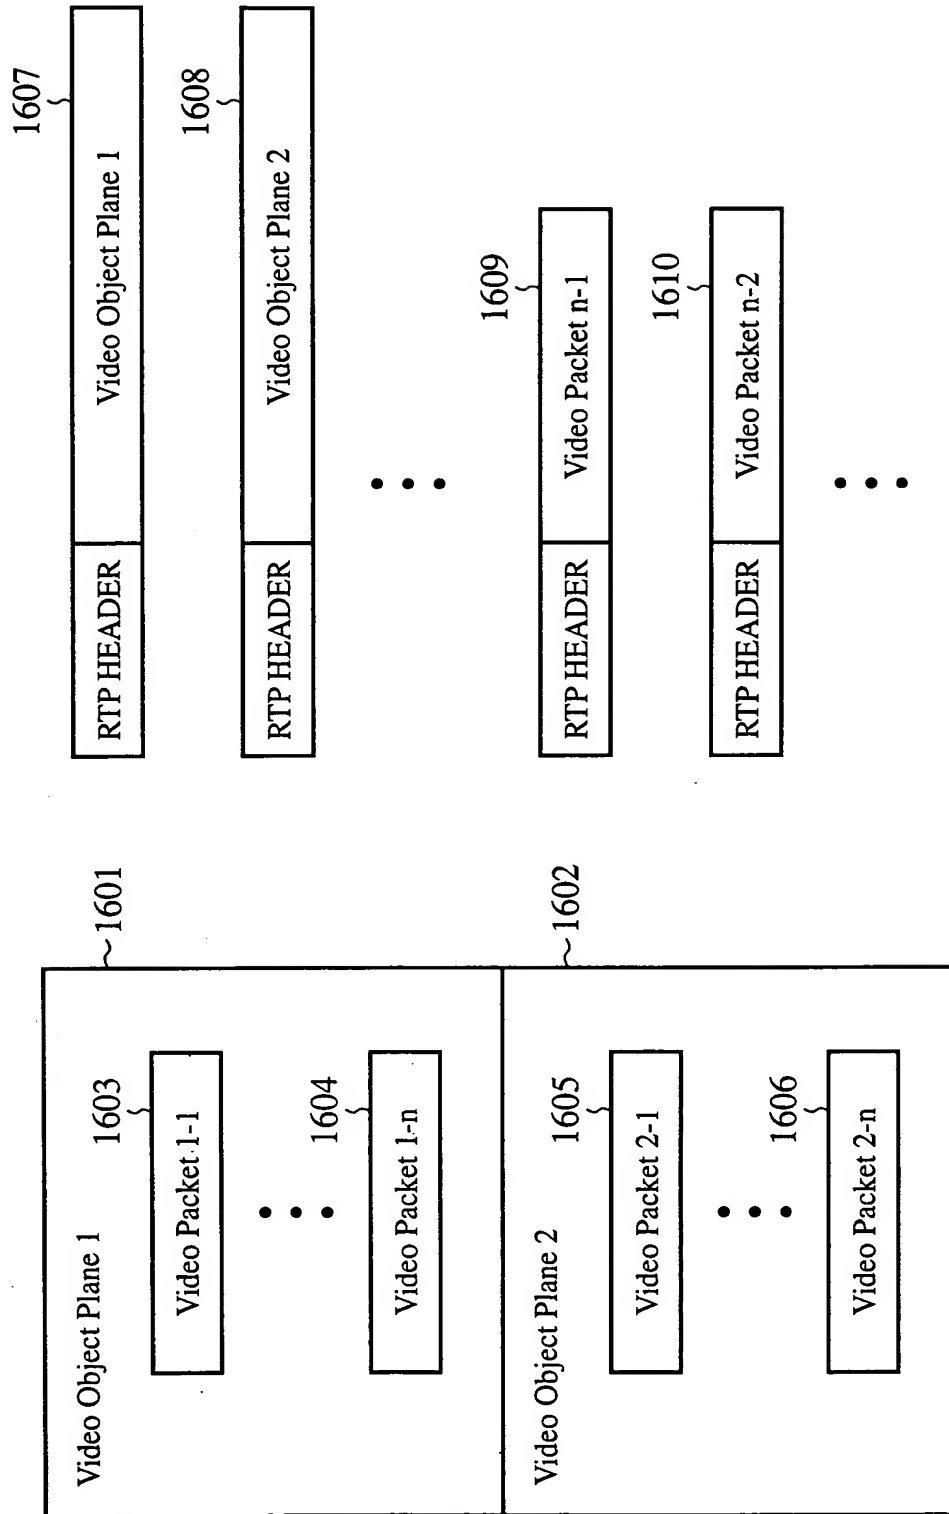 1601
Video Object Plane 1
1603
Video Packet 1-1
1604
Video Packet 1-n
1602
Video Object Plane 2
1605
Video Packet 2-1
1606
Video Packet 2-n
1607
RTP HEADER Video Object Plane 1
1608
RTP HEADER Video Object Plane 2
1609
RTP HEADER Video Packet n-1
1610
RTP HEADER Video Packet n-2